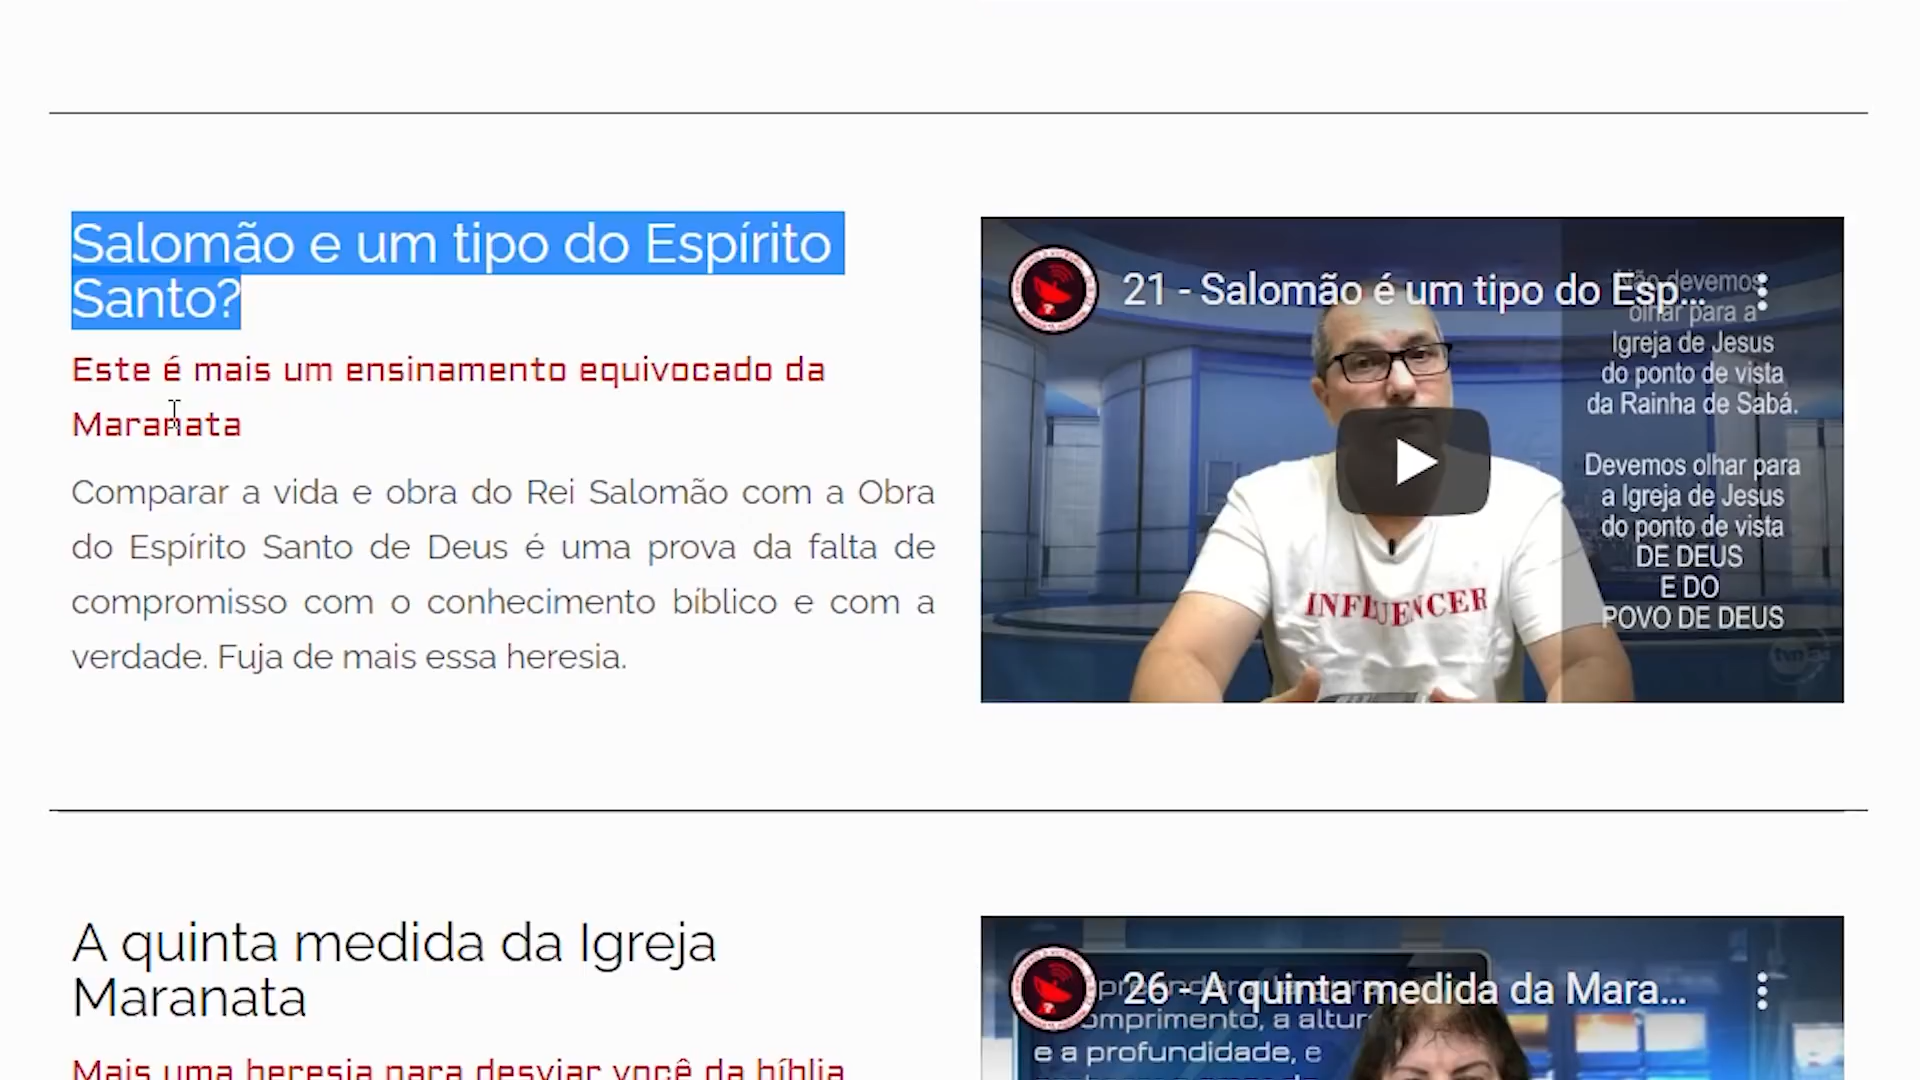 Salomão e um tipo do Espírito
Santo?
Este é mais um ensinamento equivocado da
Maranata
Comparar a vida e obra do Rei Salomão com a Obra
do Espírito Santo de Deus é uma prova da falta de
compromisso com o conhecimento bíblico e com a
verdade. Fuja de mais essa heresia.
21 - Salomão é um tipo do Esp...
Não devemos
olhar para a
Igreja de Jesus
do ponto de vista
da Rainha de Sabá.
Devemos olhar para
a Igreja de Jesus
do ponto de vista
DE DEUS
E DO
POVO DE DEUS
INFLUENCER
A quinta medida da Igreja
Maranata
Mais uma heresia para desviar você da bíblia
26 - A quinta medida da Mara...
omprimento, a altur
e a profundidade, e